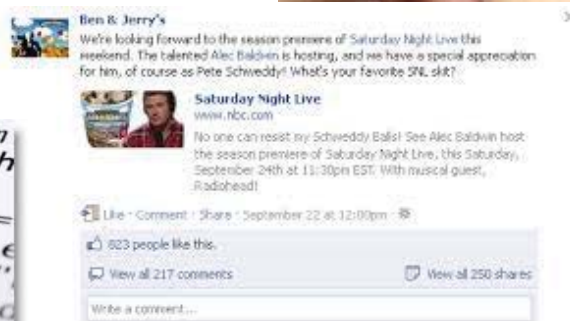 Ben & Jerry's
We're looking forward to the season premiere of Saturday Night Live this
weekend. The talented Alec Baldwin is hosting, and we have a special appreciation
for him, of course as Pete Schweddy! What's your favorite SNL skit?
Saturday Night Live
www.nbc.com
No one can resist my Schweddy Balls! See Alec Baldwin host
the season premiere of Saturday Night Live, this Saturday,
September 24th at 11:30pm EST. With musical guest,
Radiohead!
Like · Comment · Share · September 22 at 12:00pm
823 people like this.
View all 217 comments
View all 250 shares
Write a comment...